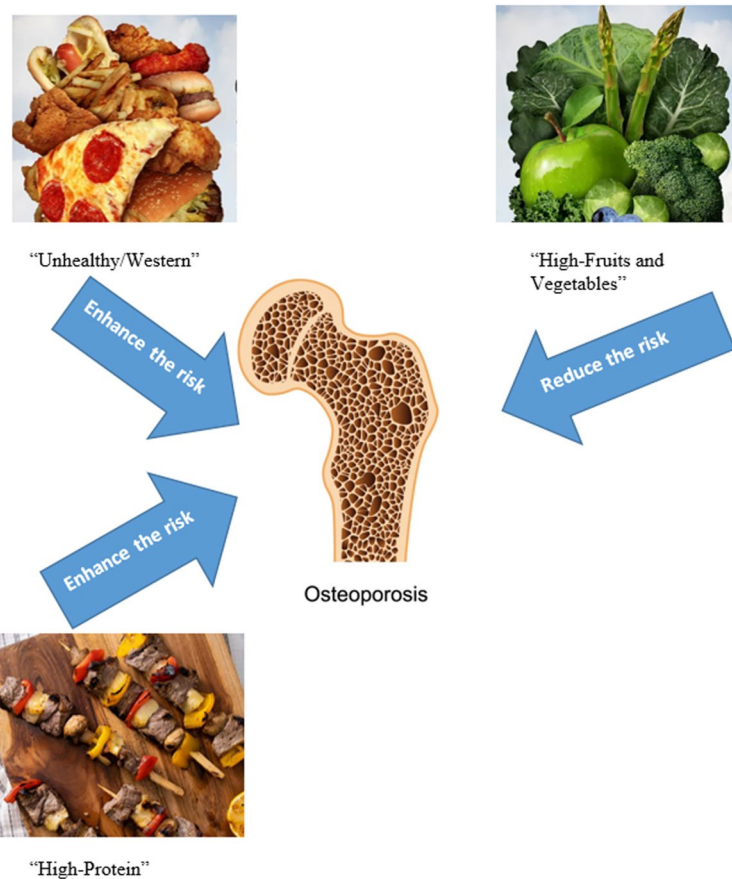 “Unhealthy/Western”
“High-Fruits and
Vegetables”
Enhance the risk
Reduce the risk
Enhance the risk
Osteoporosis
“High-Protein”